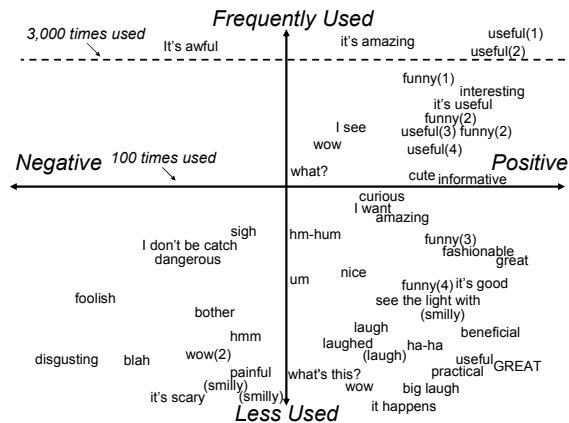 Frequently Used
3,000 times used
It's awful
it's amazing
useful(1)
useful(2)
funny(1)
interesting
it's useful
funny(2)
I see
useful(3) funny(2)
wow
useful(4)
Negative
100 times used
what?
Positive
cute
informative
curious
I want
amazing
sigh
hm-hum
I don't be catch
funny(3)
fashionable
dangerous
great
um
nice
funny(4)
it's good
foolish
see the light with
bother
(smilly)
laugh
beneficial
hmm
laughed
ha-ha
disgusting
blah
wow(2)
(laugh)
useful
GREAT
painful
what's this?
practical
(smilly)
wow
big laugh
it's scary
(smilly)
it happens
Less Used